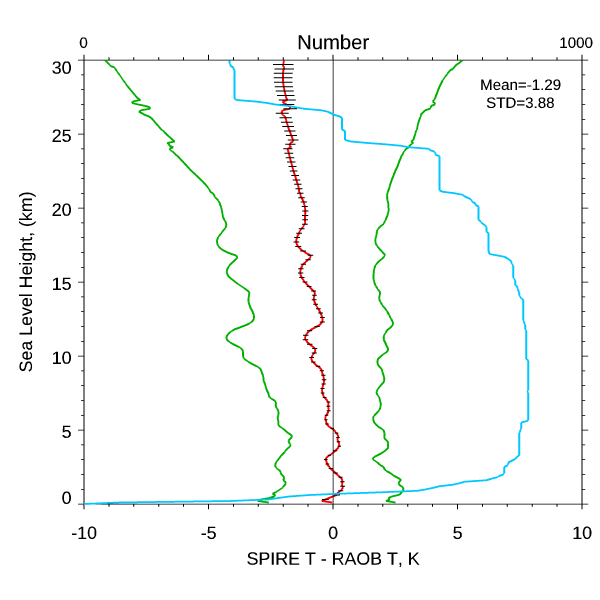 0 Number 1000
Mean=-1.29
STD=3.88
30
25
20
15
10
5
0
Sea Level Height, (km)
-10 -5 0 5 10
SPIRE T - RAOB T, K